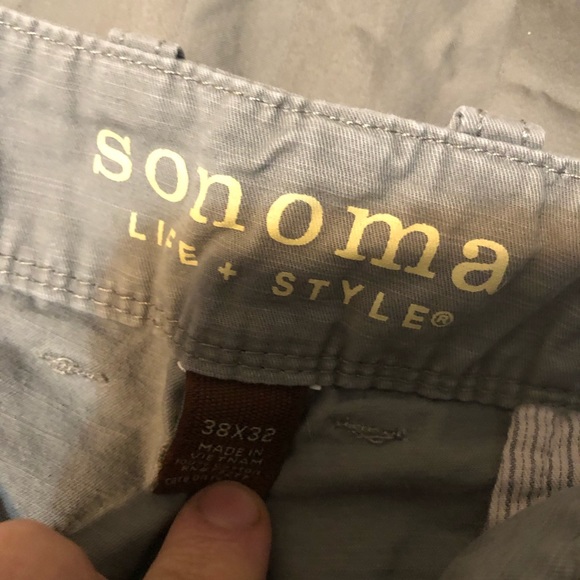 sonoma
LIFE + STYLE®
38X32
MADE IN
VIETNAM